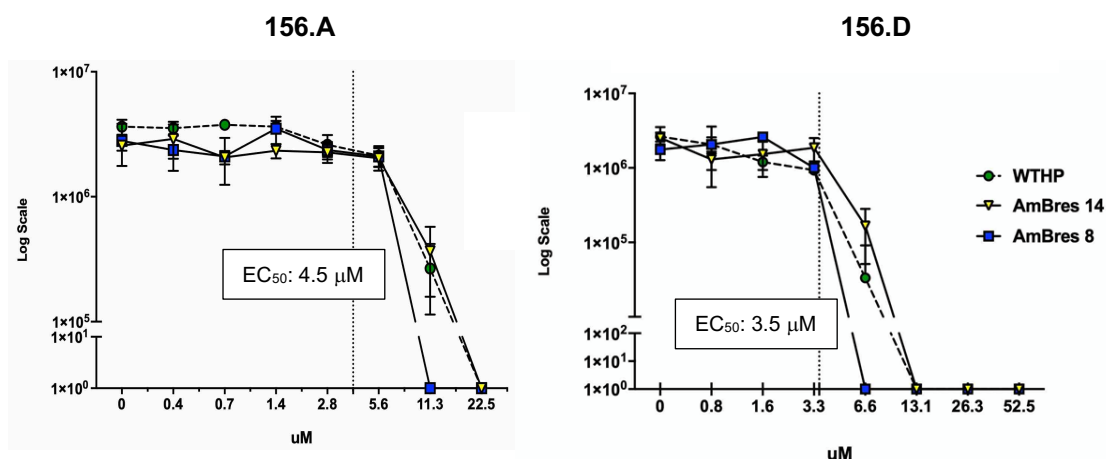 156.A
156.D
1×10⁷
1×10⁶
1×10⁵
1×10¹
1×10⁰
Log Scale
EC₅₀: 4.5 μM
0 0.4 0.7 1.4 2.8 5.6 11.3 22.5
uM
1×10⁷
1×10⁶
1×10⁵
1×10²
1×10¹
1×10⁰
Log Scale
EC₅₀: 3.5 μM
0 0.8 1.6 3.3 6.6 13.1 26.3 52.5
uM
WTHP
AmBres 14
AmBres 8